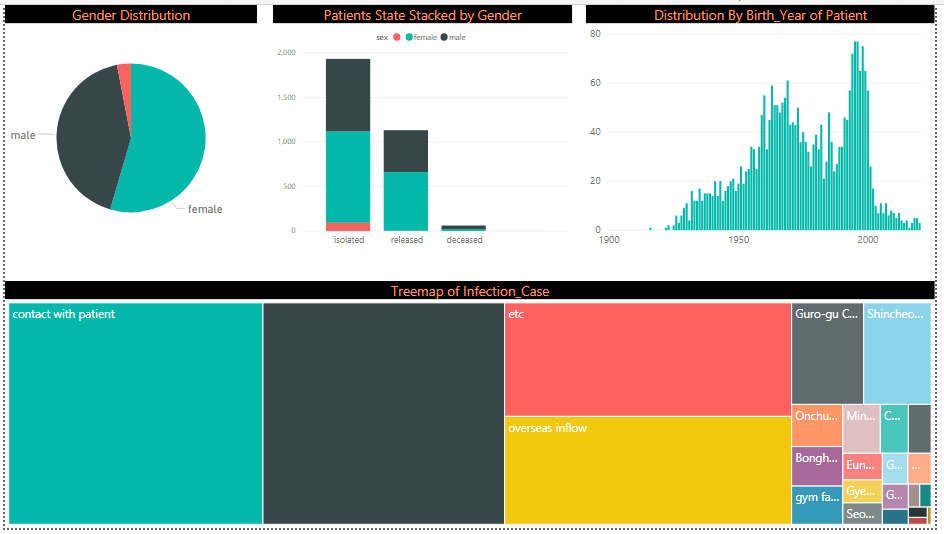 Gender Distribution
male
female
Patients State Stacked by Gender
sex female male
2,000
1,500
1,000
500
0
isolated released deceased
Distribution By Birth_Year of Patient
80
60
40
20
0
1900 1950 2000
Treemap of Infection_Case
contact with patient
etc
overseas inflow
Guro-gu C...
Shincheo...
Onchu...
Min...
C...
Bongh...
Eun...
G...
...
gym fa...
Gye...
G...
Seo...